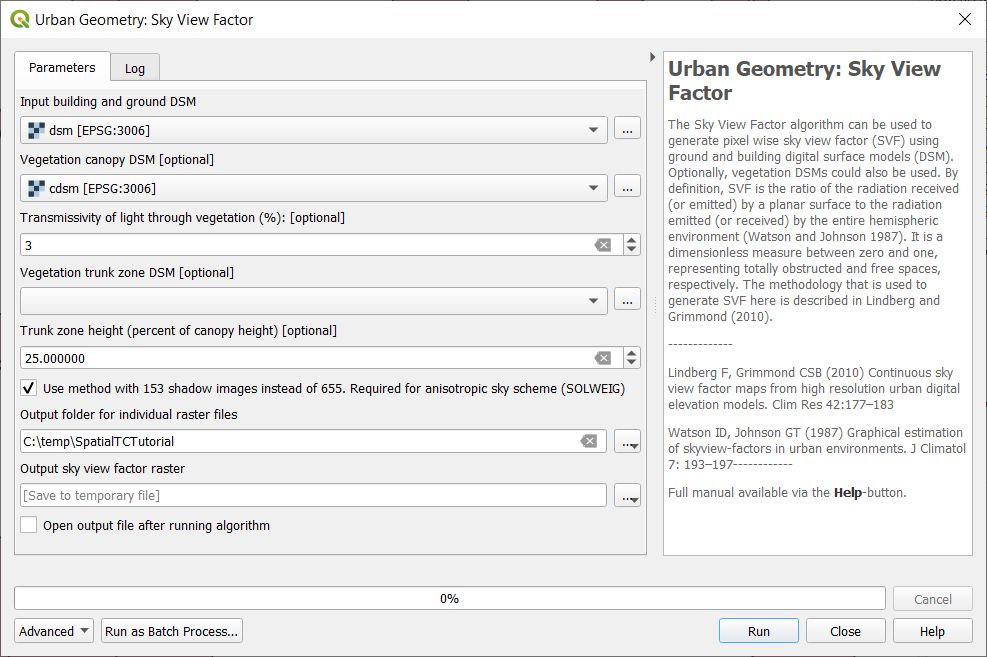 Urban Geometry: Sky View Factor
Parameters
Log
Input building and ground DSM
dsm [EPSG:3006]
...
Vegetation canopy DSM [optional]
cdsm [EPSG:3006]
...
Transmissivity of light through vegetation (%): [optional]
3
Vegetation trunk zone DSM [optional]
...
Trunk zone height (percent of canopy height) [optional]
25.000000
Use method with 153 shadow images instead of 655. Required for anisotropic sky scheme (SOLWEIG)
Output folder for individual raster files
C:\temp\SpatialTCTutorial
...
Output sky view factor raster
[Save to temporary file]
...
Open output file after running algorithm
Urban Geometry: Sky View
Factor
The Sky View Factor algorithm can be used to
generate pixel wise sky view factor (SVF) using
ground and building digital surface models (DSM).
Optionally, vegetation DSMs could also be used. By
definition, SVF is the ratio of the radiation received
(or emitted) by a planar surface to the radiation
emitted (or received) by the entire hemispheric
environment (Watson and Johnson 1987). It is a
dimensionless measure between zero and one,
representing totally obstructed and free spaces,
respectively. The methodology that is used to
generate SVF here is described in Lindberg and
Grimmond (2010).
-------------
Lindberg F, Grimmond CSB (2010) Continuous sky
view factor maps from high resolution urban digital
elevation models. Clim Res 42:177–183
Watson ID, Johnson GT (1987) Graphical estimation
of skyview-factors in urban environments. J Climatol
7: 193–197------------
Full manual available via the Help-button.
0%
Cancel
Advanced
Run as Batch Process...
Run
Close
Help